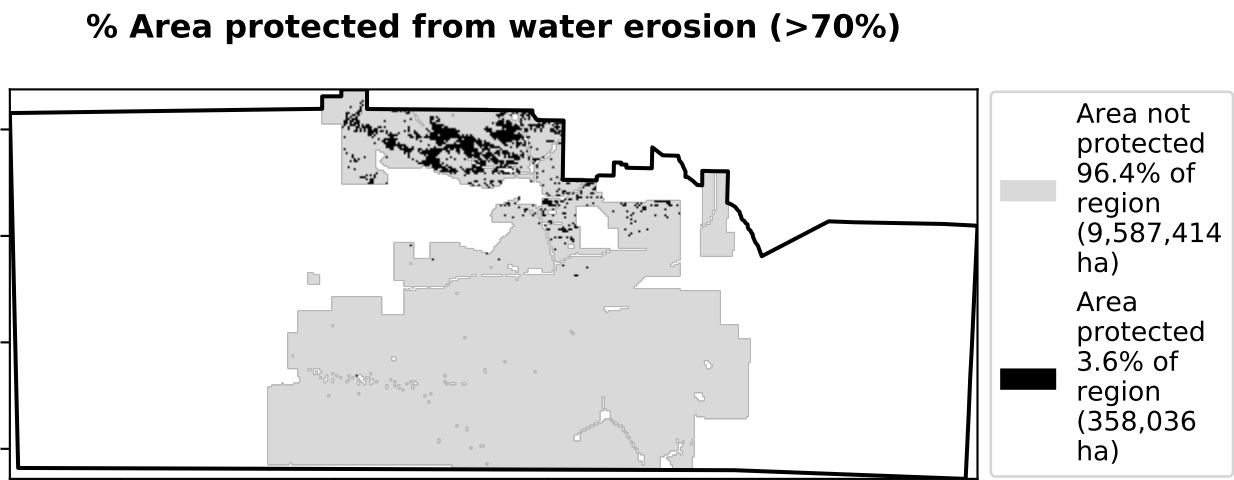 % Area protected from water erosion (>70%)
Area not
protected
96.4% of
region
(9,587,414
ha)
Area
protected
3.6% of
region
(358,036
ha)